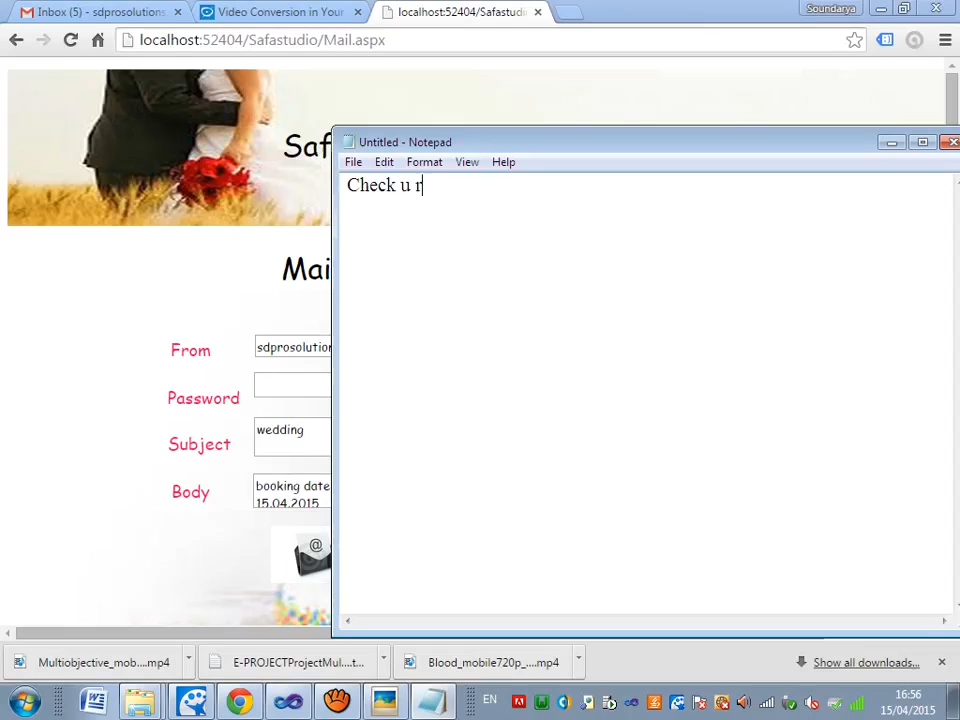 Inbox (5) - sdprosolutions
Video Conversion in Your
localhost:52404/Safastudi
Soundarya
localhost:52404/Safastudio/Mail.aspx
Saf
Untitled - Notepad
File Edit Format View Help
Check u r
Mai
From
sdprosolution
Password
Subject
wedding
Body
booking date
15.04.2015
@
Multiobjective_mob....mp4
E-PROJECTProjectMul....t...
Blood_mobile720p_....mp4
Show all downloads...
EN
16:56
15/04/2015